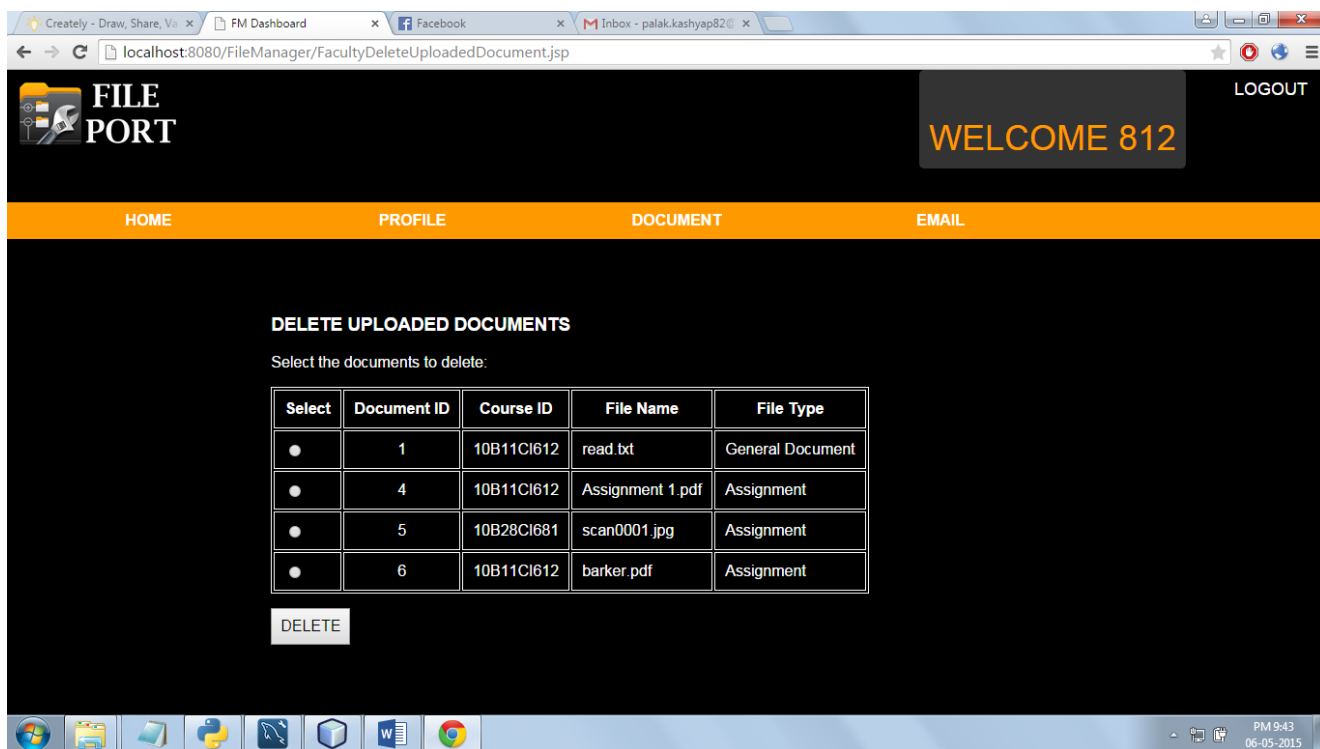 Creately - Draw, Share, Va
FM Dashboard
Facebook
Inbox - palak.kashyap82@
localhost:8080/FileManager/FacultyDeleteUploadedDocument.jsp
FILE
PORT
WELCOME 812
LOGOUT
HOME PROFILE DOCUMENT EMAIL
DELETE UPLOADED DOCUMENTS
Select the documents to delete:
Select Document ID Course ID File Name File Type
1 10B11CI612 read.txt General Document
4 10B11CI612 Assignment 1.pdf Assignment
5 10B28CI681 scan0001.jpg Assignment
6 10B11CI612 barker.pdf Assignment
DELETE
PM 9:43
06-05-2015